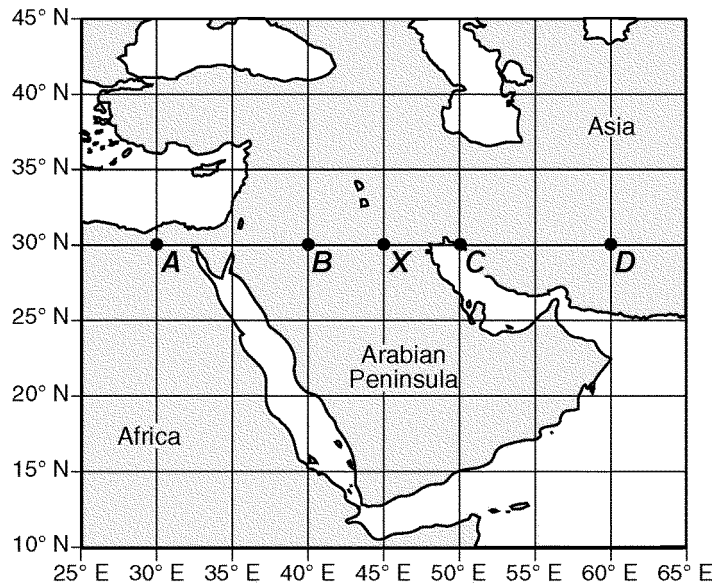 45° N
40° N
Asia
35° N
30° N
A B X C D
25° N
Arabian
Peninsula
20° N
Africa
15° N
10° N
25° E 30° E 35° E 40° E 45° E 50° E 55° E 60° E 65° E